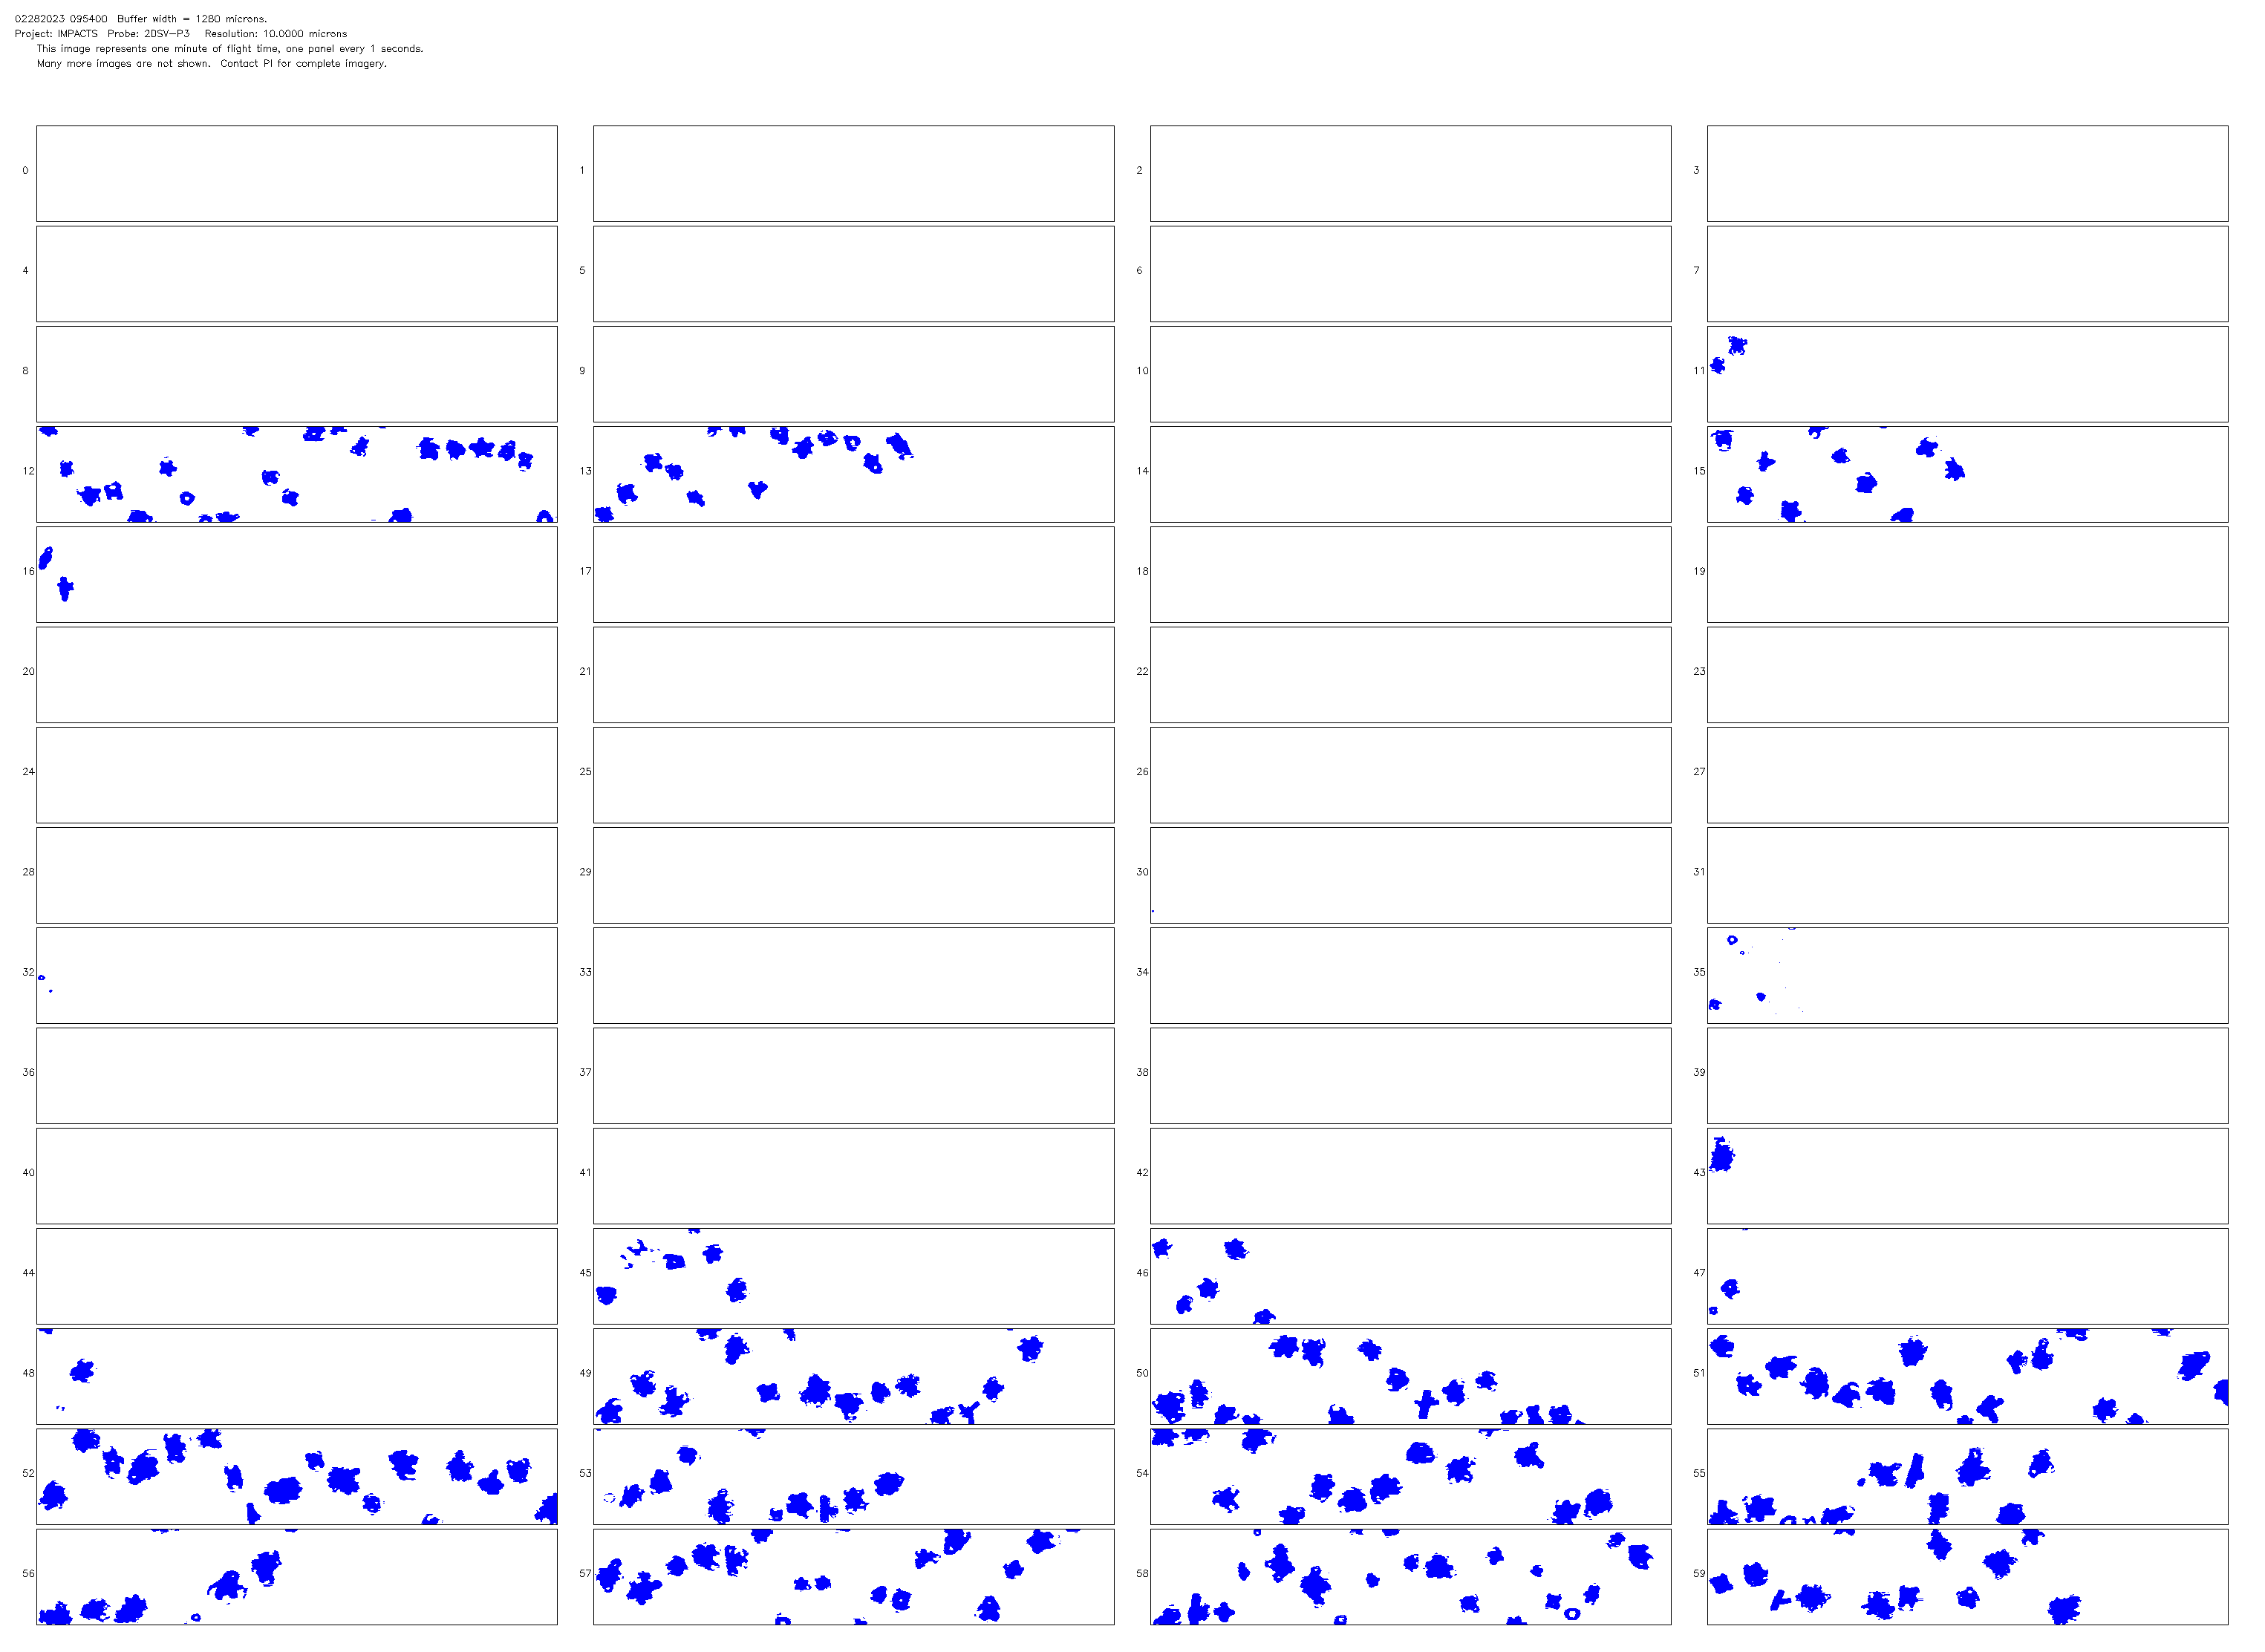 02282023 095400 Buffer width = 1280 microns.
Project: IMPACTS Probe: 2DSV-P3 Resolution: 10.0000 microns
This image represents one minute of flight time, one panel every 1 seconds.
Many more images are not shown. Contact PI for complete imagery.
0 1 2 3
4 5 6 7
8 9 10 11
12 13 14 15
16 17 18 19
20 21 22 23
24 25 26 27
28 29 30 31
32 33 34 35
36 37 38 39
40 41 42 43
44 45 46 47
48 49 50 51
52 53 54 55
56 57 58 59